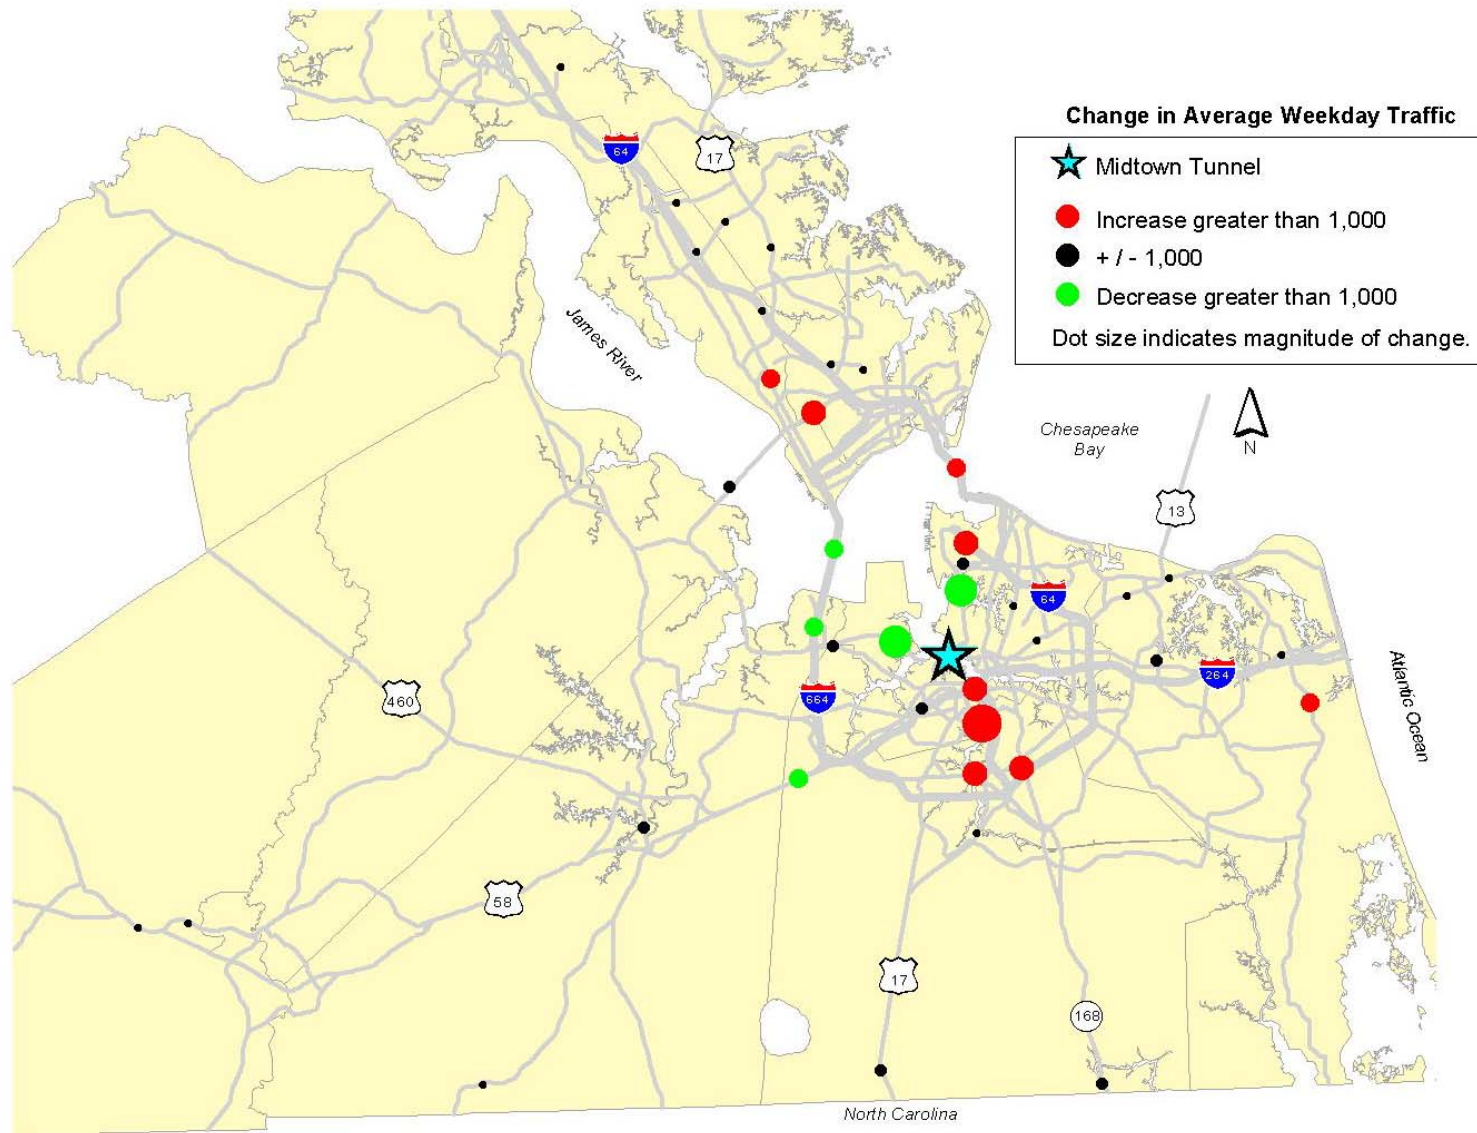 Change in Average Weekday Traffic
Midtown Tunnel
Increase greater than 1,000
+ / - 1,000
Decrease greater than 1,000
Dot size indicates magnitude of change.
64
17
James River
Chesapeake
Bay
N
13
64
460
664
264
Atlantic Ocean
58
17
168
North Carolina